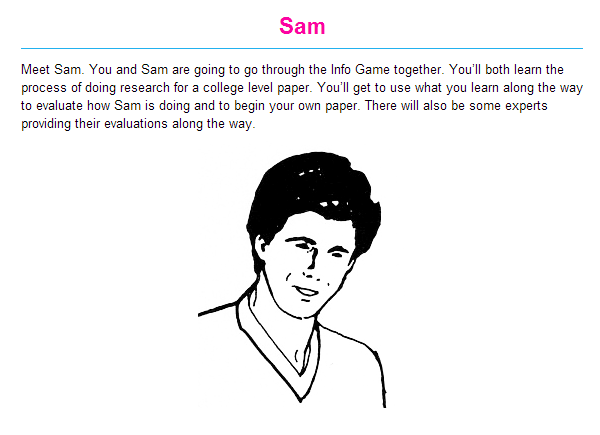 Sam
Meet Sam. You and Sam are going to go through the Info Game together. You'll both learn the
process of doing research for a college level paper. You'll get to use what you learn along the way
to evaluate how Sam is doing and to begin your own paper. There will also be some experts
providing their evaluations along the way.